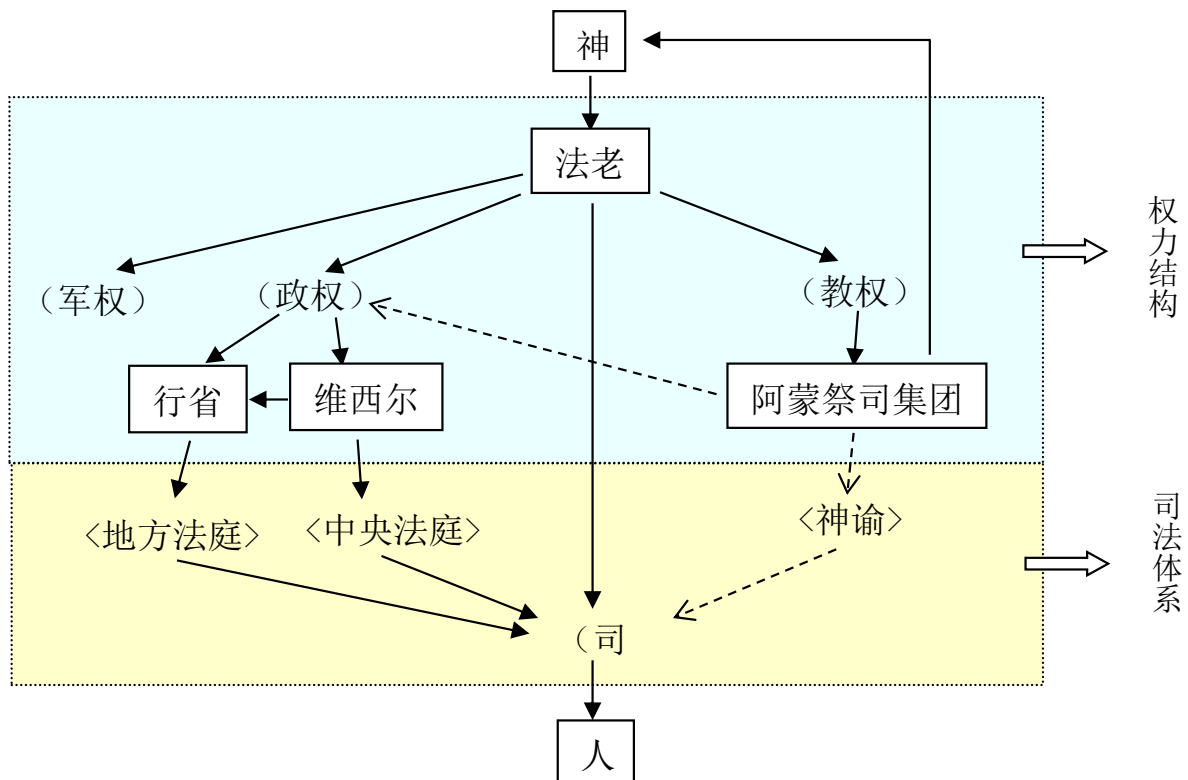 神
法老
权力结构
（军权）
（政权）
（教权）
行省
维西尔
阿蒙祭司集团
<地方法庭>
<中央法庭>
<神谕>
司法体系
（司
人